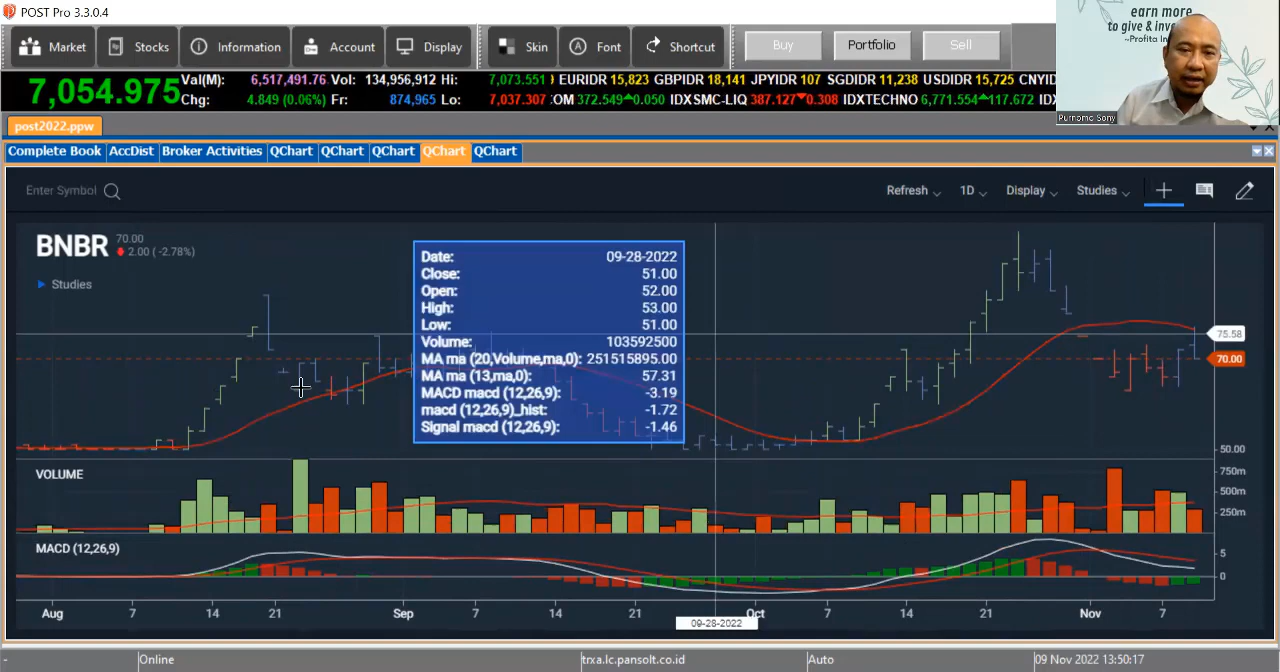 POST Pro 3.3.0.4
earn more
to give & inve
~Profita In
Purnomo Sony
Market
Stocks
Information
Account
Display
Skin
Font
Shortcut
Buy
Portfolio
Sell
7,054.975
Val(M): 6,517,491.76 Vol: 134,956,912 Hi: 7,073.551
Chg: 4.849 (0.06%) Fr: 874,965 Lo: 7,037.307
EURIDR 15,823 GBPIDR 18,141 JPYIDR 107 SGDIDR 11,238 USDIDR 15,725 CNYID
OM 372.549 0.050 IDXSMC-LIQ 387.127 0.308 IDXTECHNO 6,771.554 117.672 IDX
post2022.ppw
Complete Book AccDist Broker Activities QChart QChart QChart QChart QChart
Enter Symbol
Refresh
1D
Display
Studies
BNBR
70.00
2.00 (-2.78%)
Studies
Date: 09-28-2022
Close: 51.00
Open: 52.00
High: 53.00
Low: 51.00
Volume: 103592500
MA ma (20,Volume,ma,0): 251515895.00
MA ma (13,ma,0): 57.31
MACD macd (12,26,9): -3.19
macd (12,26,9)_hist: -1.72
Signal macd (12,26,9): -1.46
75.58
70.00
50.00
VOLUME
750m
500m
250m
MACD (12,26,9)
5
0
Aug 7 14 21 Sep 7 14 21 Oct 7 14 21 Nov 7
09-28-2022
-
Online
trxa.lc.pansolt.co.id
Auto
09 Nov 2022 13:50:17